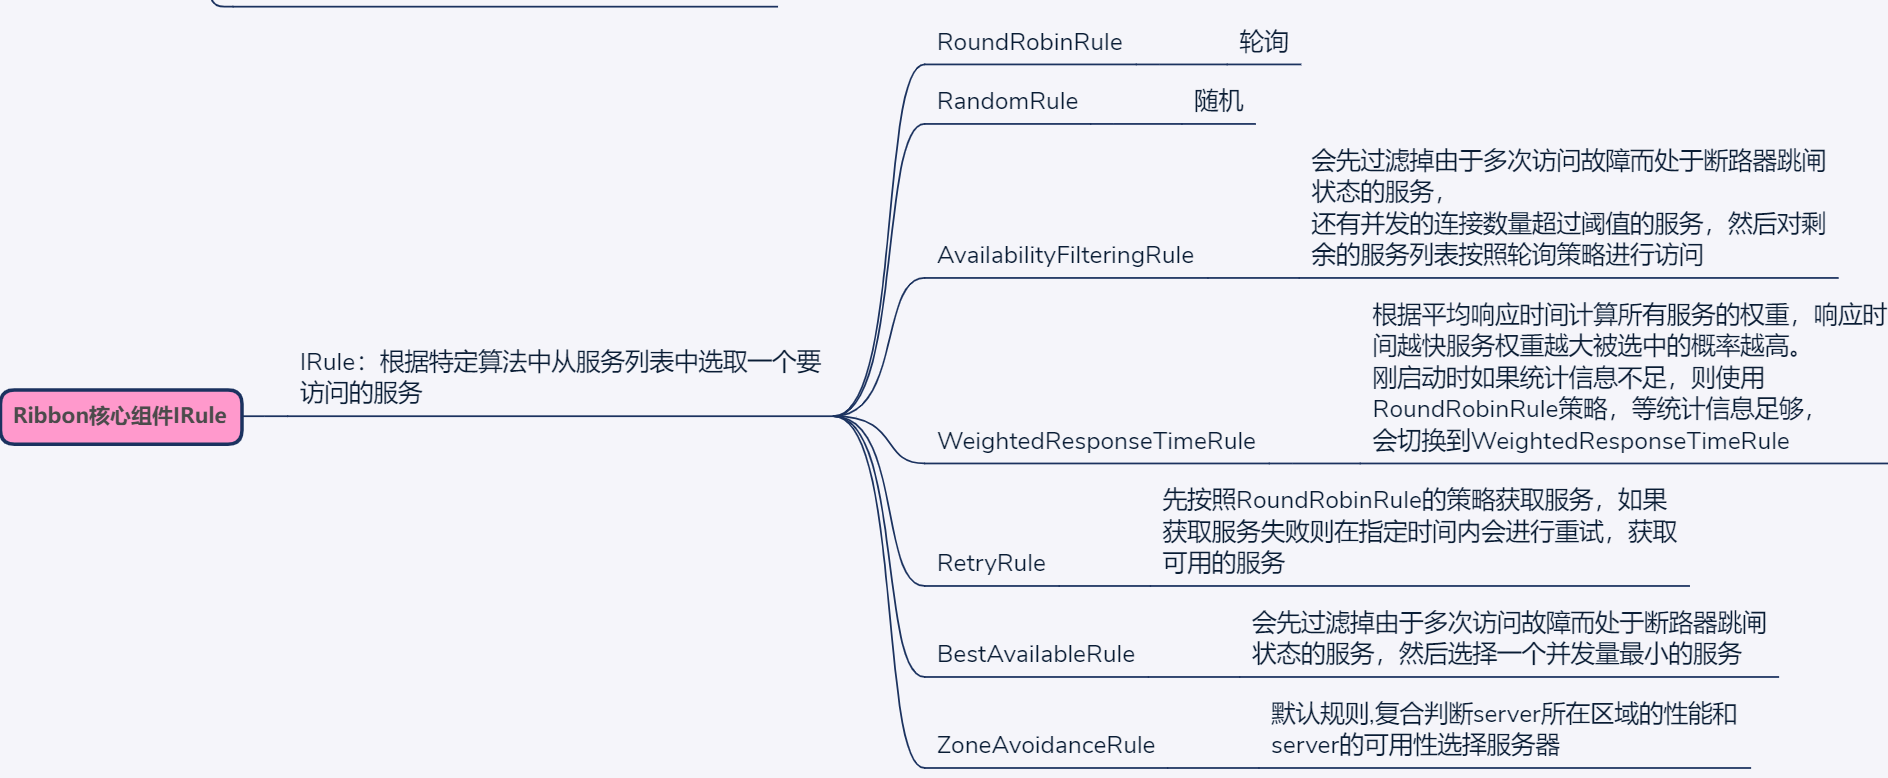 RoundRobinRule 轮询
RandomRule 随机
会先过滤掉由于多次访问故障而处于断路器跳闸
状态的服务，
还有并发的连接数量超过阈值的服务，然后对剩
余的服务列表按照轮询策略进行访问
AvailabilityFilteringRule
根据平均响应时间计算所有服务的权重，响应时
间越快服务权重越大被选中的概率越高。
刚启动时如果统计信息不足，则使用
RoundRobinRule策略，等统计信息足够，
会切换到WeightedResponseTimeRule
WeightedResponseTimeRule
IRule：根据特定算法中从服务列表中选取一个要
访问的服务
Ribbon核心组件IRule
先按照RoundRobinRule的策略获取服务，如果
获取服务失败则在指定时间内会进行重试，获取
可用的服务
RetryRule
会先过滤掉由于多次访问故障而处于断路器跳闸
状态的服务，然后选择一个并发量最小的服务
BestAvailableRule
默认规则,复合判断server所在区域的性能和
server的可用性选择服务器
ZoneAvoidanceRule